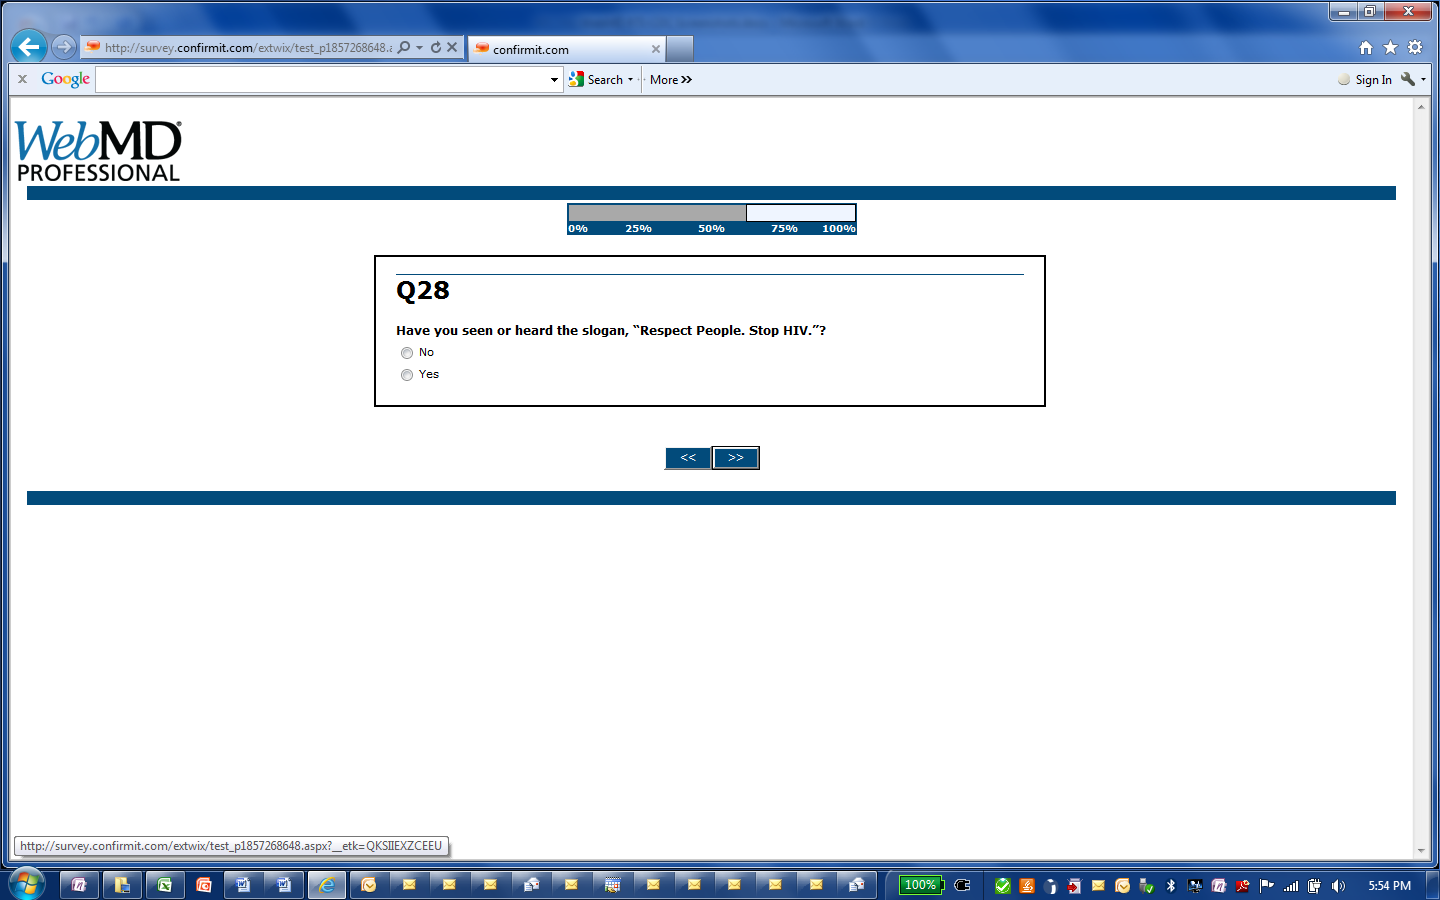 http://survey.confirmit.com/extwix/test_p1857268648.a
confirmit.com
Google
Search
More
Sign In
WebMD
PROFESSIONAL
0% 25% 50% 75% 100%
Q28
Have you seen or heard the slogan, “Respect People. Stop HIV.”?
No
Yes
<< >>
http://survey.confirmit.com/extwix/test_p1857268648.aspx?__etk=QKSIIEXZCEEU
100%
5:54 PM